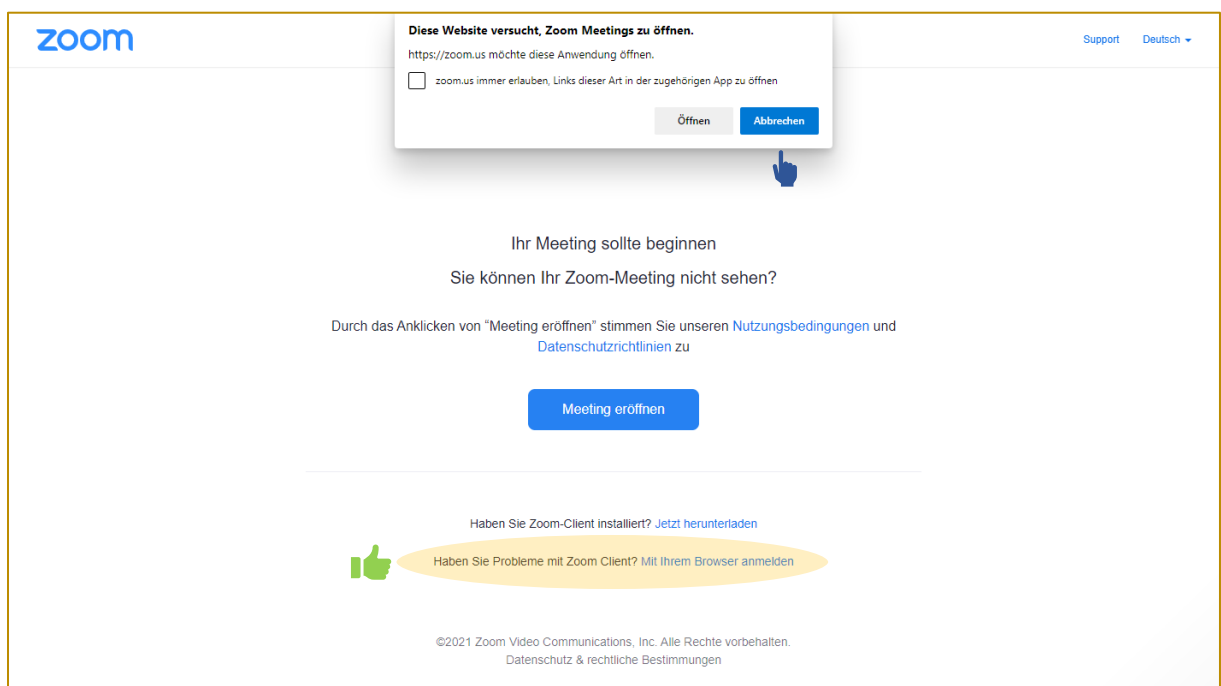 zoom
Diese Website versucht, Zoom Meetings zu öffnen.
https://zoom.us möchte diese Anwendung öffnen.
zoom.us immer erlauben, Links dieser Art in der zugehörigen App zu öffnen
Öffnen Abbrechen
Support Deutsch
Ihr Meeting sollte beginnen
Sie können Ihr Zoom-Meeting nicht sehen?
Durch das Anklicken von “Meeting eröffnen” stimmen Sie unseren Nutzungsbedingungen und
Datenschutzrichtlinien zu
Meeting eröffnen
Haben Sie Zoom-Client installiert? Jetzt herunterladen
Haben Sie Probleme mit Zoom Client? Mit Ihrem Browser anmelden
©2021 Zoom Video Communications, Inc. Alle Rechte vorbehalten.
Datenschutz & rechtliche Bestimmungen